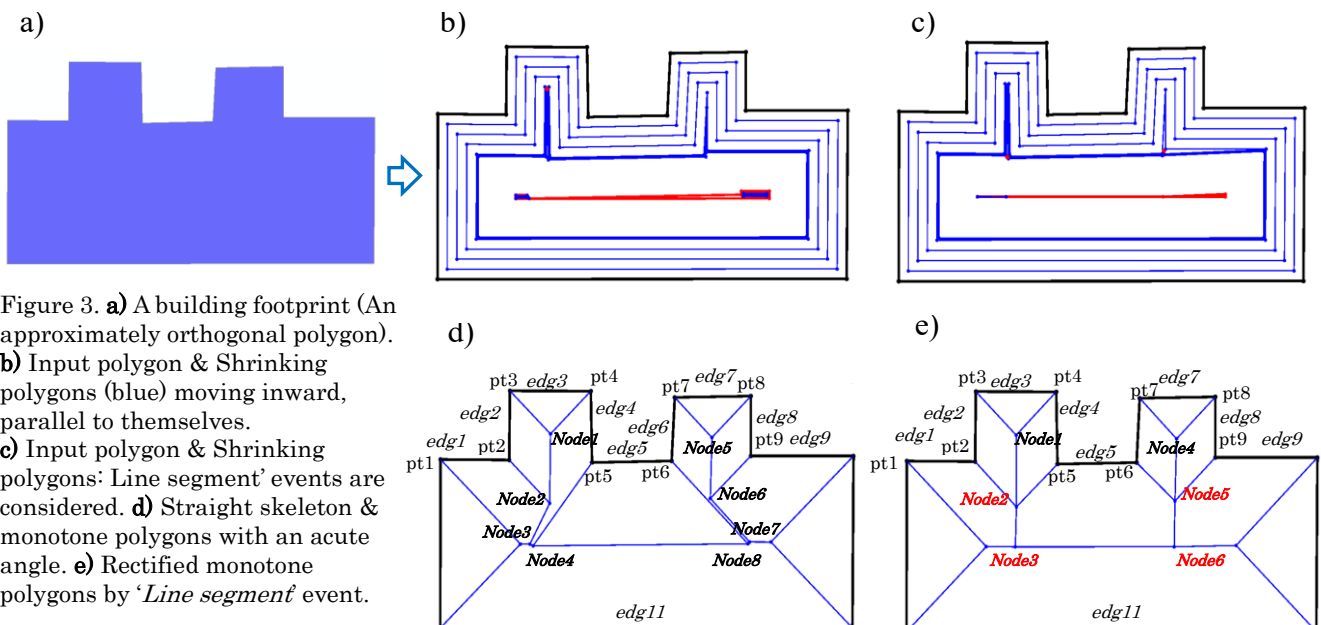 a)
b)
c)
Figure 3. a) A building footprint (An
approximately orthogonal polygon).
b) Input polygon & Shrinking
polygons (blue) moving inward,
parallel to themselves.
c) Input polygon & Shrinking
polygons: Line segment’ events are
considered. d) Straight skeleton &
monotone polygons with an acute
angle. e) Rectified monotone
polygons by ‘Line segment’ event.
d)
pt3 edg3 pt4
pt7 edg7 pt8
edg2
edg4
edg6
edg8
edg1
pt2
Node1
edg5
Node5
pt9 edg9
pt1
pt5
pt6
Node2
Node6
Node3
Node7
Node4
Node8
edg11
e)
pt3 edg3 pt4
edg7
pt7
pt8
edg2
edg4
edg8
edg1
pt2
Node1
Node4
pt9
edg9
pt1
edg5
pt5
pt6
Node2
Node5
Node3
Node6
edg11